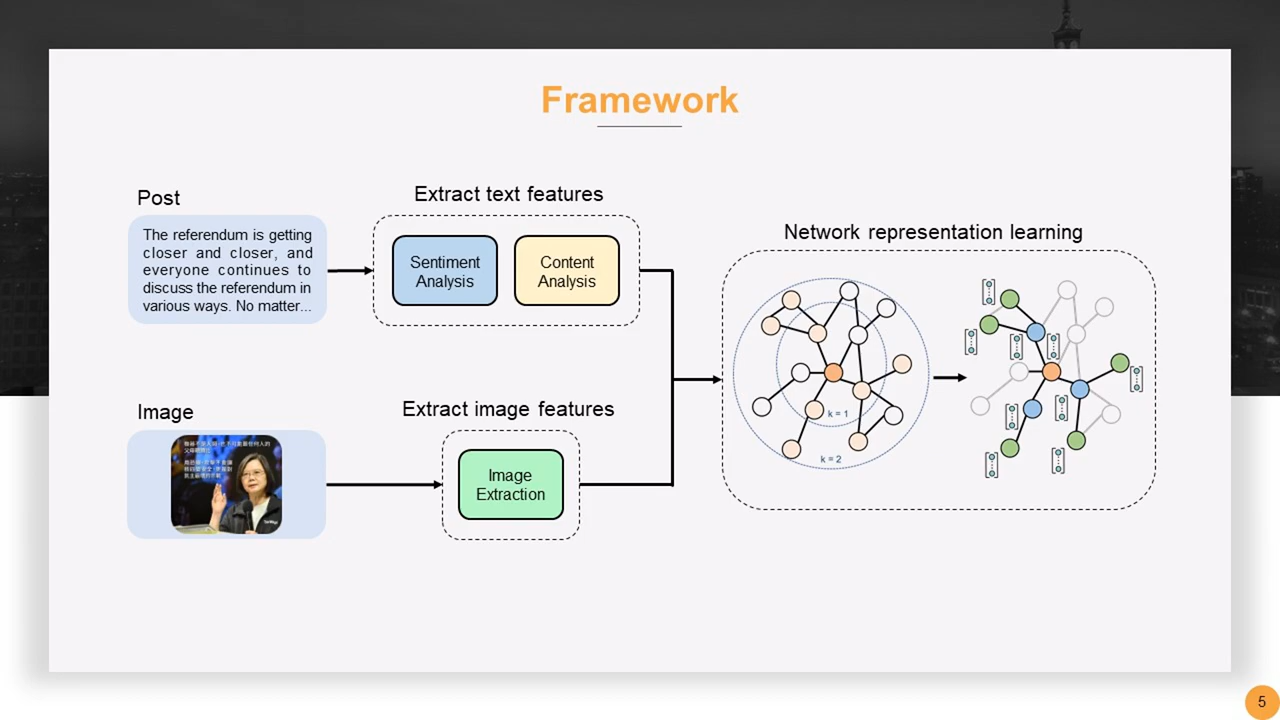 Framework
Post
Extract text features
The referendum is getting
closer and closer, and
everyone continues to
discuss the referendum in
various ways. No matter...
Sentiment
Analysis
Content
Analysis
Network representation learning
k = 1
k = 2
Image
Extract image features
Image
Extraction
5